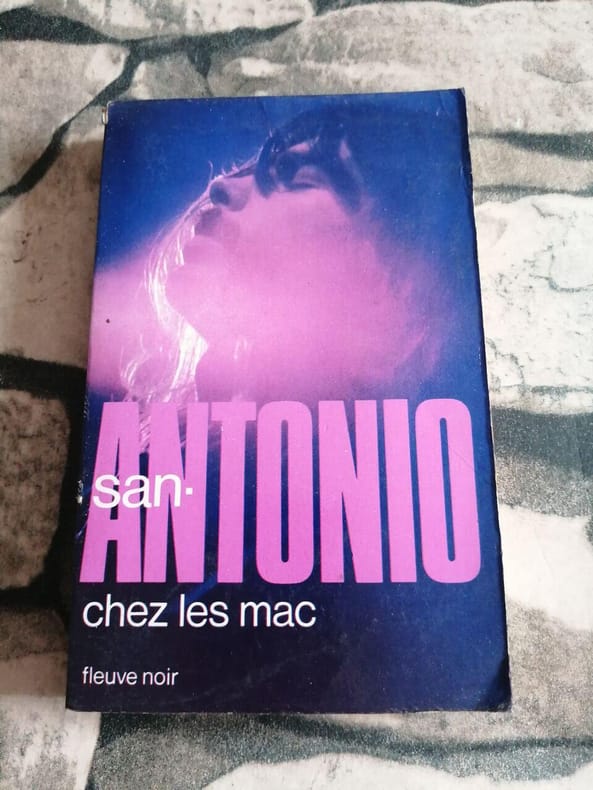 san·
ANTONIO
chez les mac
fleuve noir